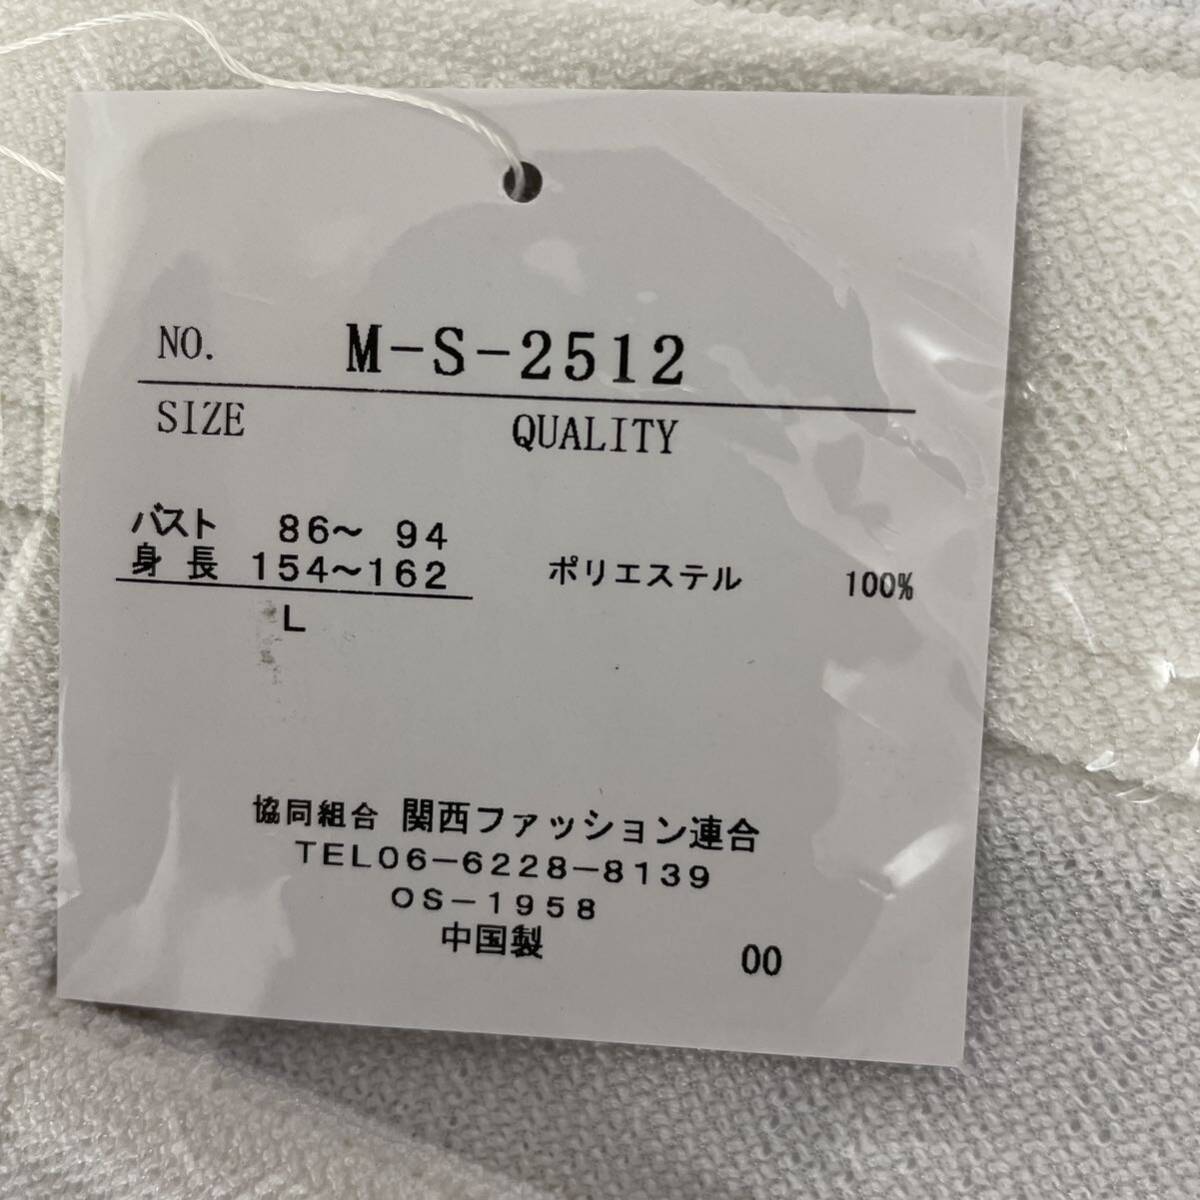 NO. M-S-2512
SIZE QUALITY
バスト 86～ 94
身 長 154～162 ポリエステル 100%
L
協同組合 関西ファッション連合
TEL06-6228-8139
OS-1958
中国製 00